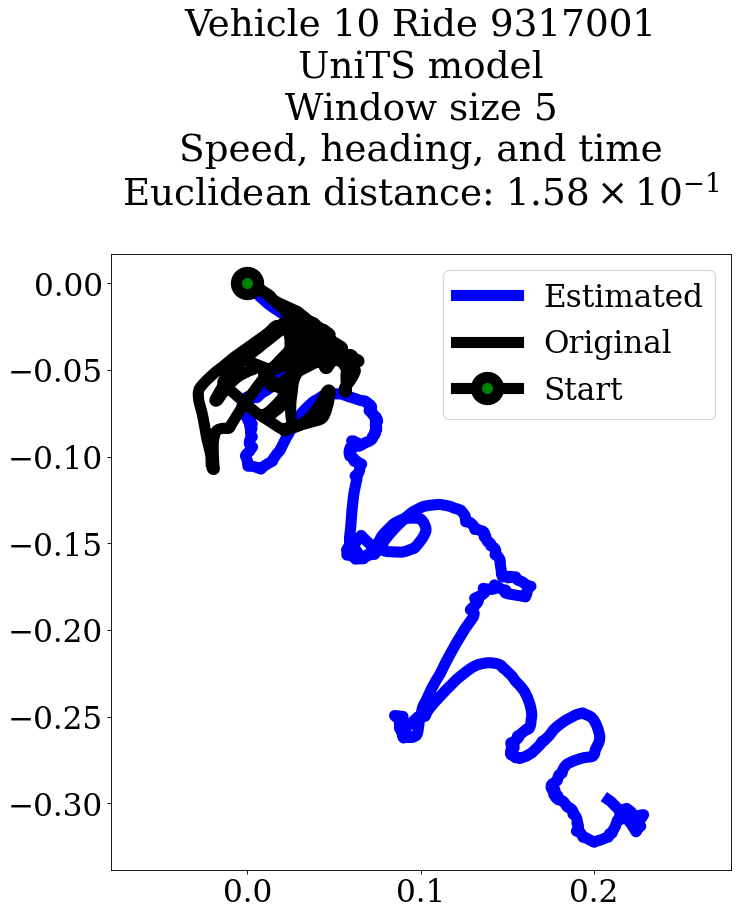 Vehicle 10 Ride 9317001
UniTS model
Window size 5
Speed, heading, and time
Euclidean distance: $1.58 \times 10^{-1}$
Estimated
Original
Start
0.00
−0.05
−0.10
−0.15
−0.20
−0.25
−0.30
0.0 0.1 0.2